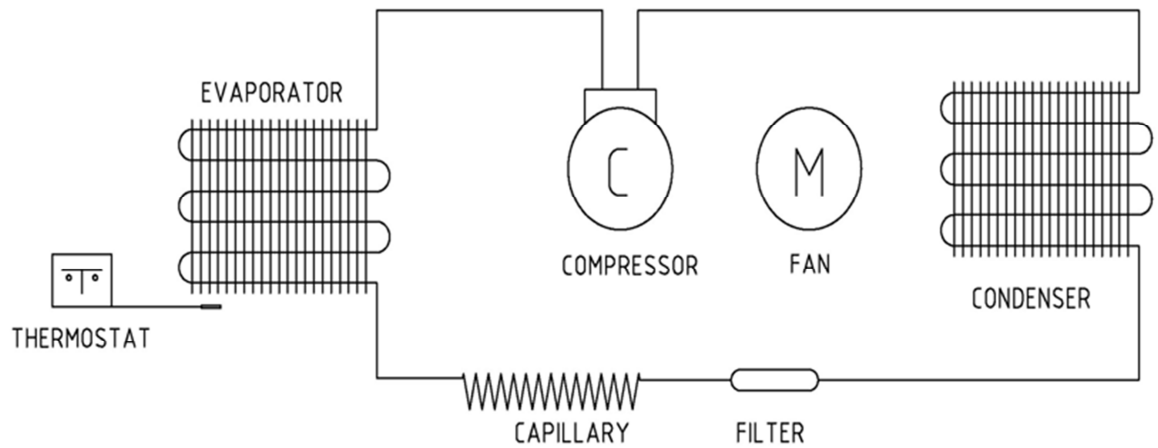 EVAPORATOR
C
M
COMPRESSOR
FAN
CONDENSER
THERMOSTAT
CAPILLARY
FILTER